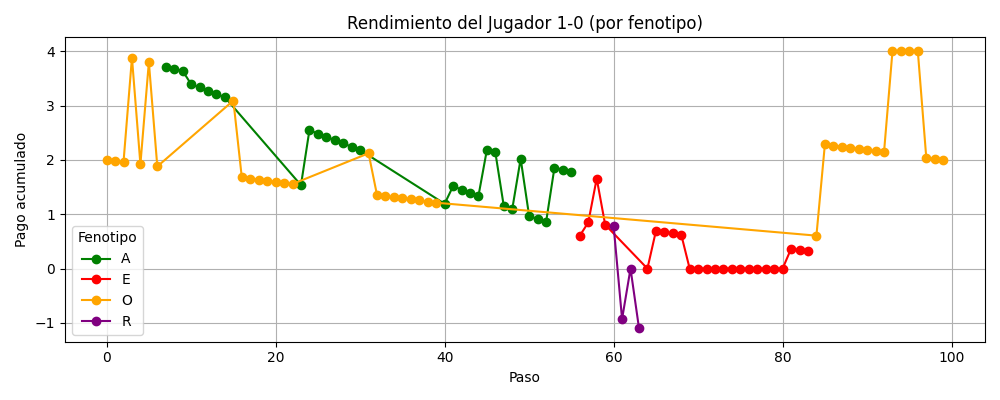 Rendimiento del Jugador 1-0 (por fenotipo)
Pago acumulado
4
3
2
1
0
−1
Fenotipo
A
E
O
R
0 20 40 60 80 100
Paso